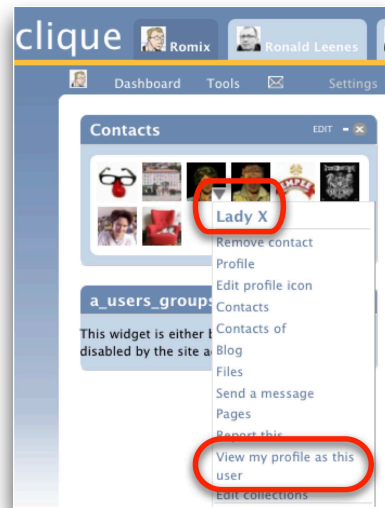 clique Romix Ronald Leenes
Dashboard Tools Settings
Contacts EDIT
Lady X
Remove contact
Profile
Edit profile icon
Contacts
Contacts of
Blog
Files
Send a message
Pages
Report this
View my profile as this
user
Edit collections
a_users_groups
This widget is either
disabled by the site